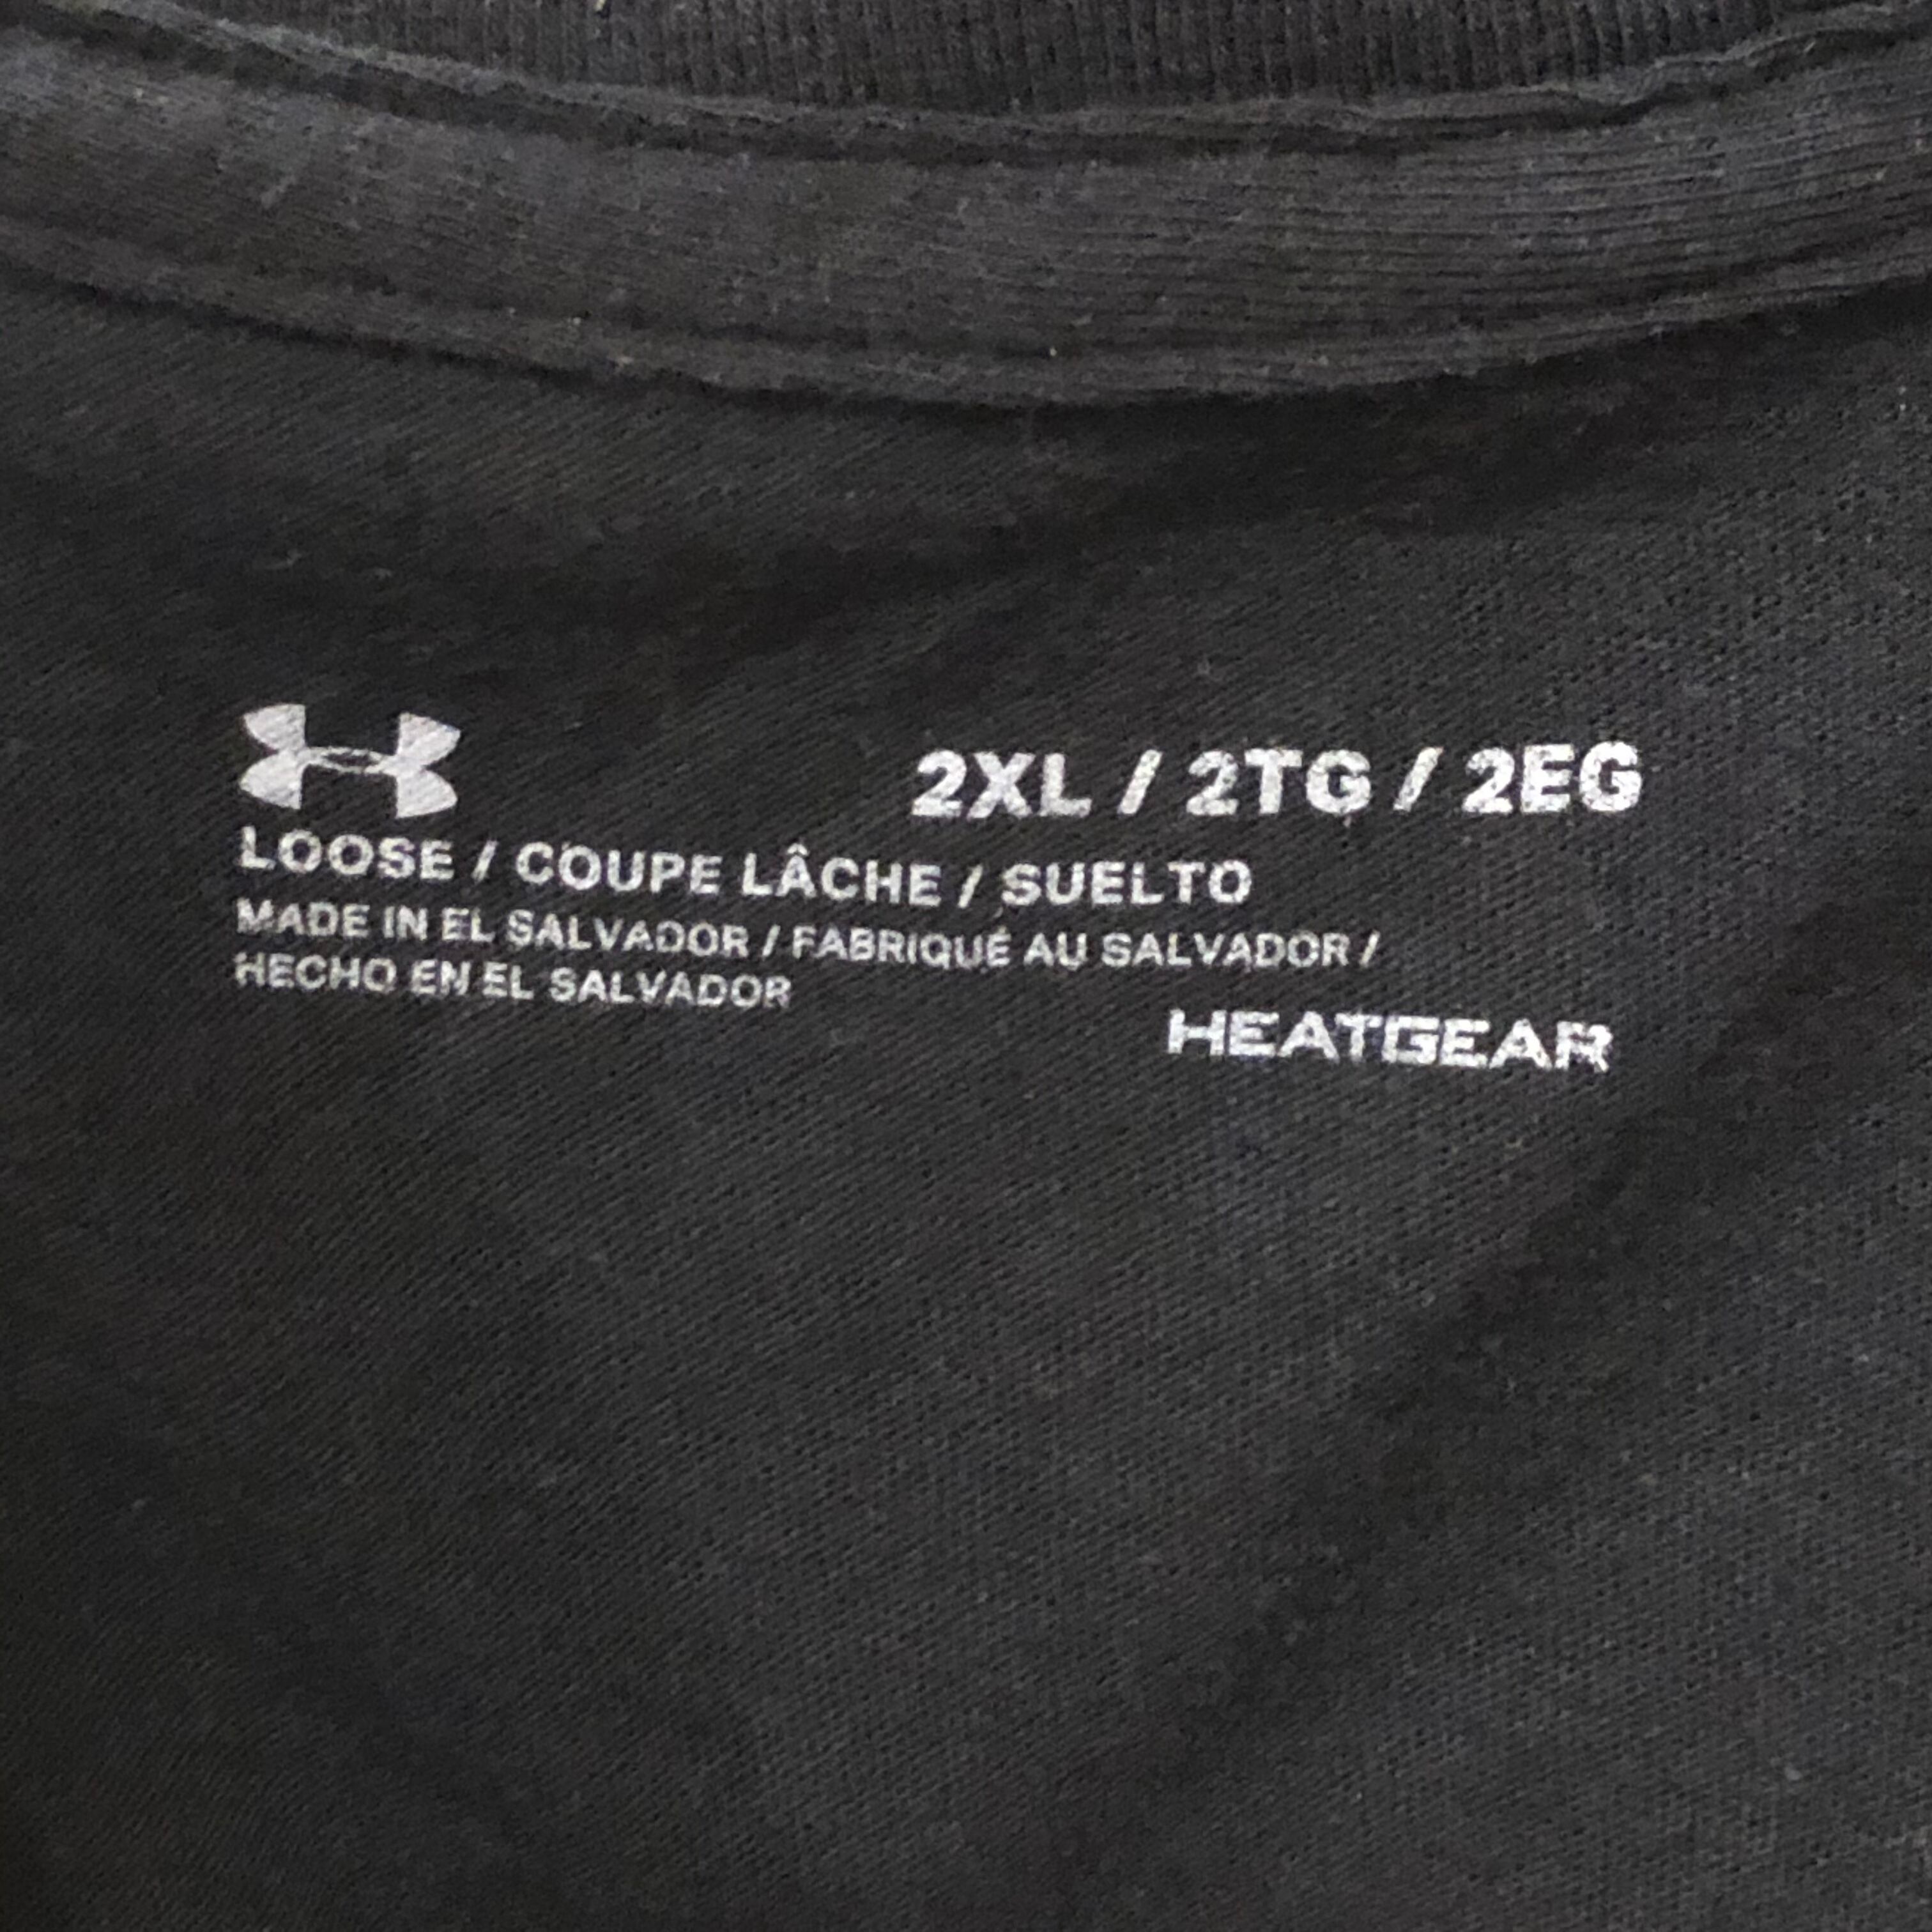 2XL / 2TG / 2EG
LOOSE / COUPE LÂCHE / SUELTO
MADE IN EL SALVADOR / FABRIQUÉ AU SALVADOR /
HECHO EN EL SALVADOR
HEATGEAR